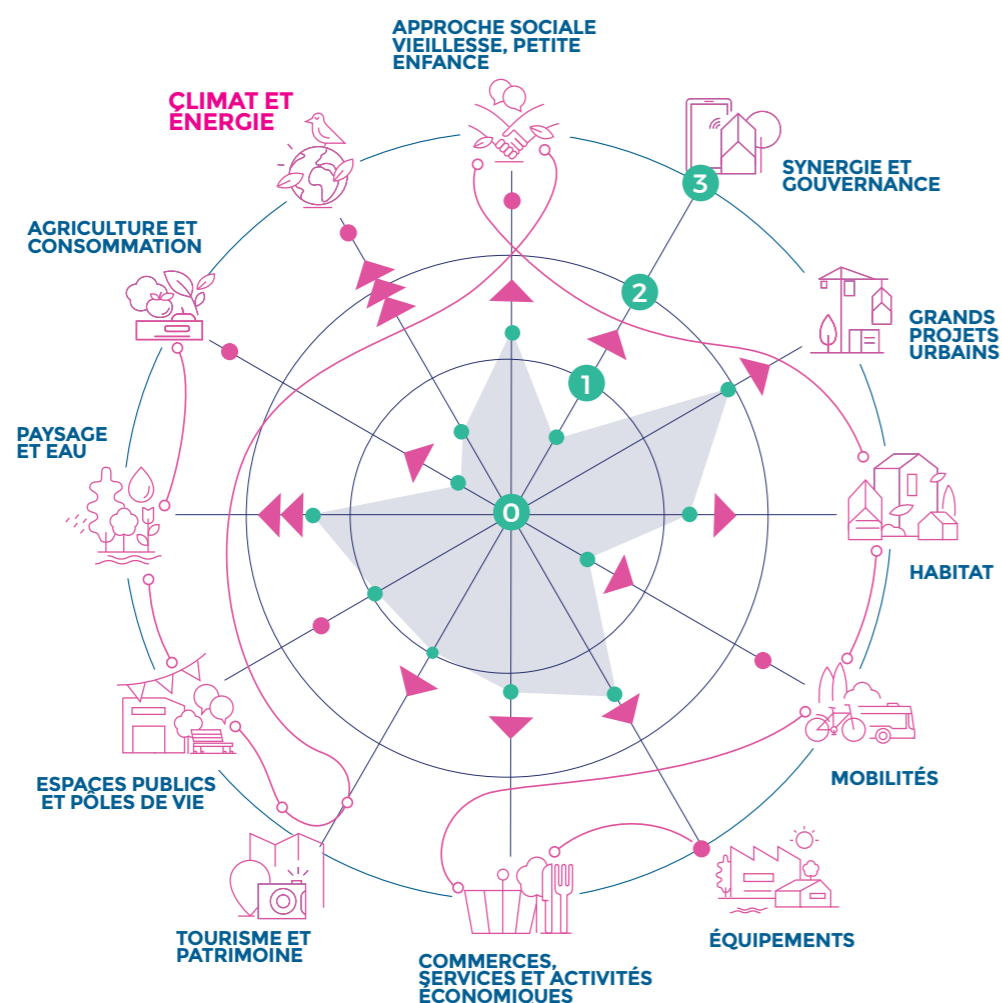 APPROCHE SOCIALE
VIEILLESSE, PETITE
ENFANCE
CLIMAT ET
ÉNERGIE
SYNERGIE ET
GOUVERNANCE
AGRICULTURE ET
CONSOMMATION
GRANDS
PROJETS
URBAINS
PAYSAGE
ET EAU
HABITAT
ESPACES PUBLICS
ET PÔLES DE VIE
MOBILITÉS
TOURISME ET
PATRIMOINE
ÉQUIPEMENTS
COMMERCES,
SERVICES ET ACTIVITÉS
ÉCONOMIQUES
3
2
1
0